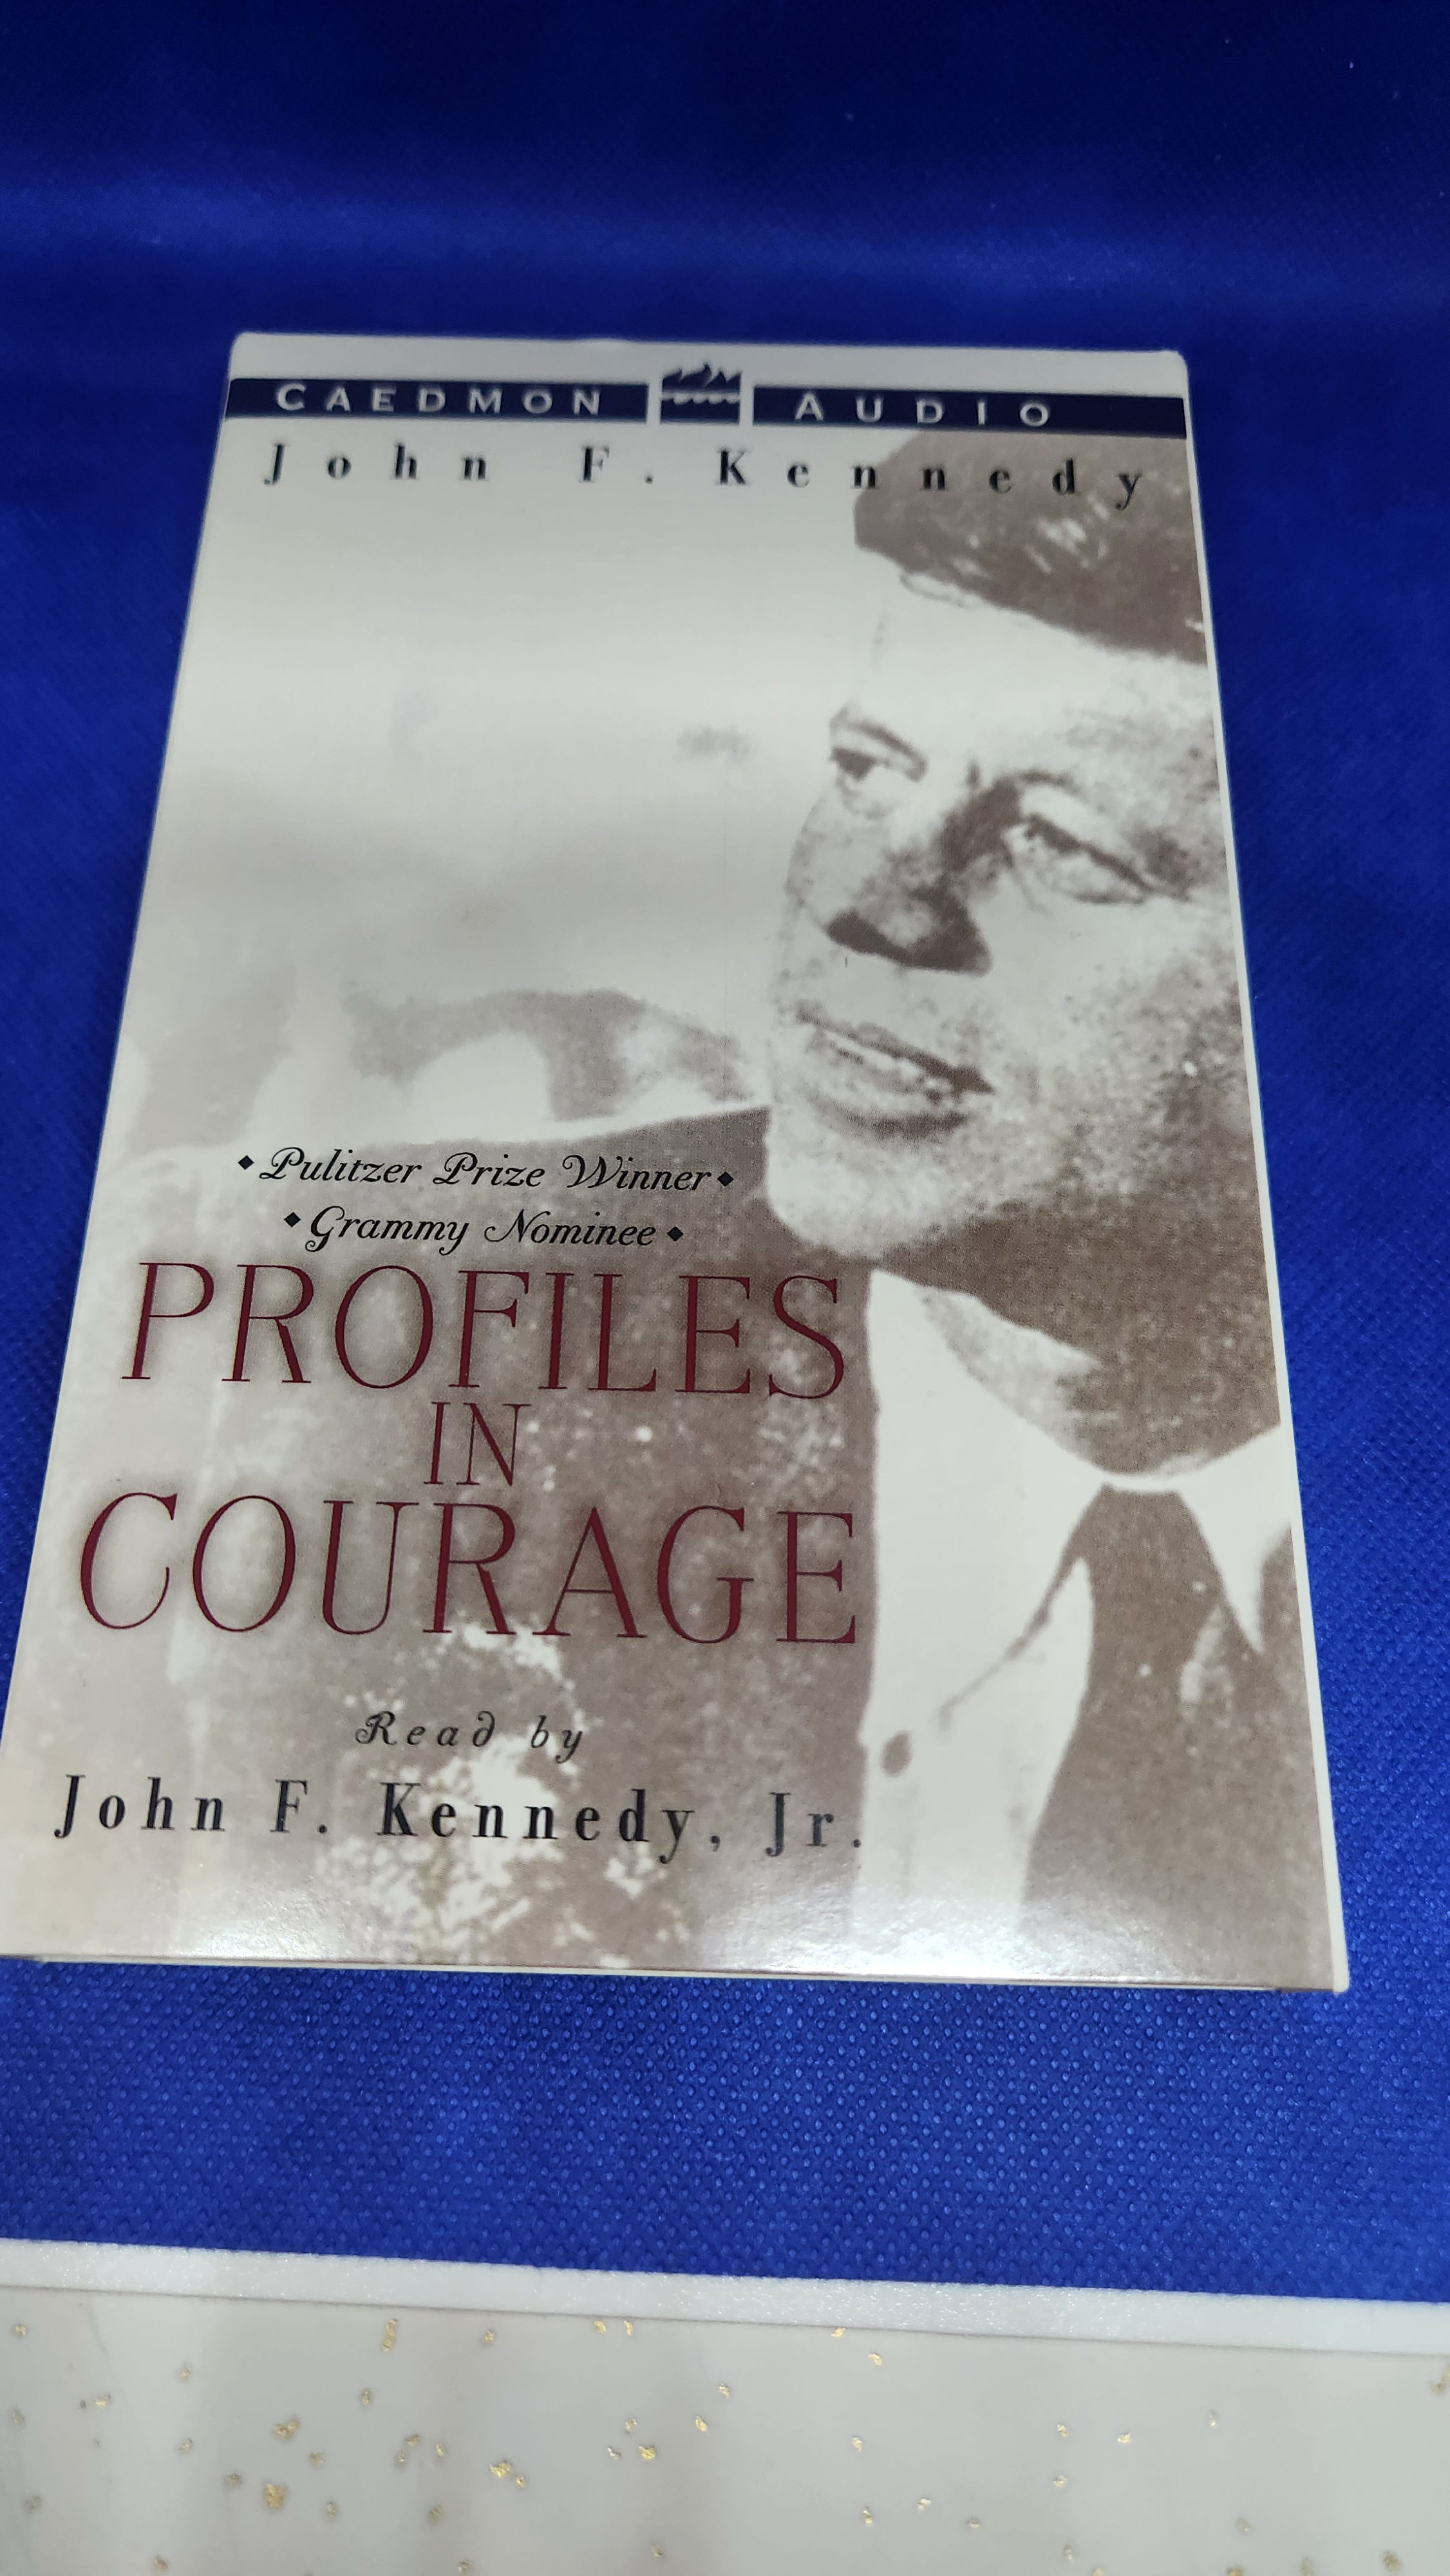 CAEDMON AUDIO
John F. Kennedy
◆ Pulitzer Prize Winner ◆
◆ Grammy Nominee ◆
PROFILES
IN
COURAGE
Read by
John F. Kennedy, Jr.